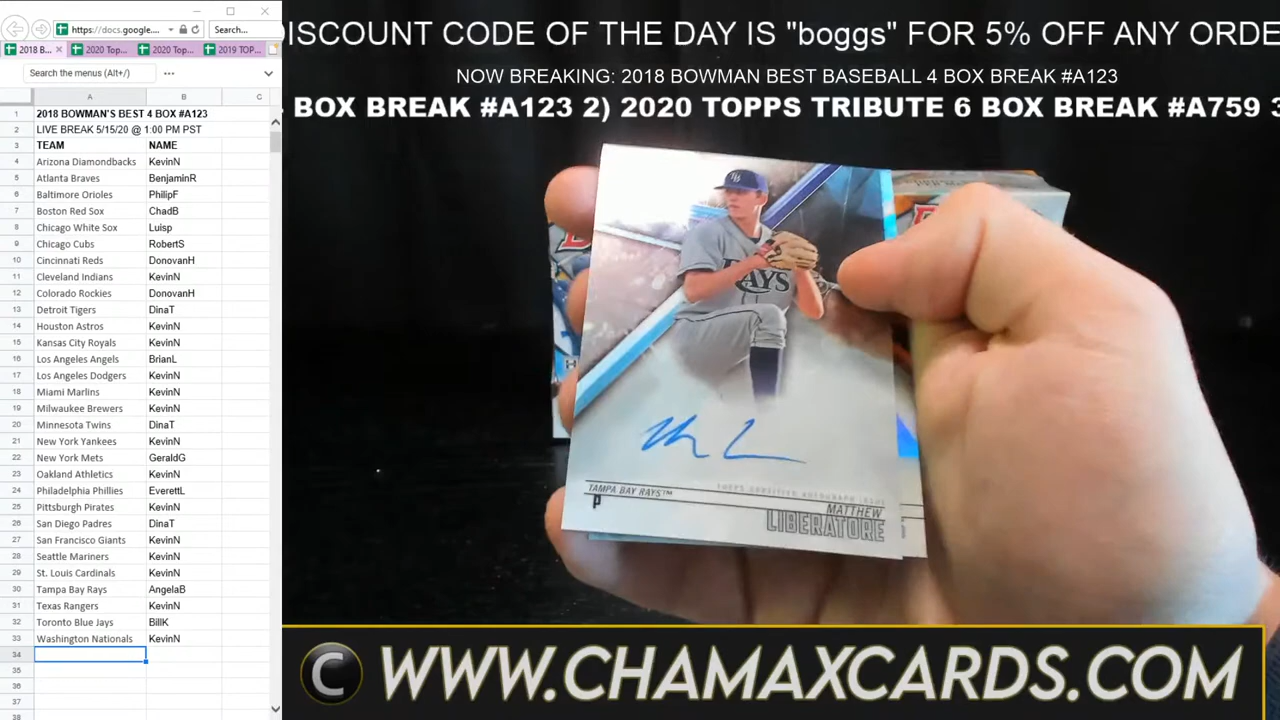 https://docs.google....
Search...
2018 B...
2020 Top...
2020 Top...
2019 TOP...
Search the menus (Alt+/)
A B C
1 2018 BOWMAN'S BEST 4 BOX #A123
2 LIVE BREAK 5/15/20 @ 1:00 PM PST
3 TEAM NAME
4 Arizona Diamondbacks KevinN
5 Atlanta Braves BenjaminR
6 Baltimore Orioles PhilipF
7 Boston Red Sox ChadB
8 Chicago White Sox Luisp
9 Chicago Cubs RobertS
10 Cincinnati Reds DonovanH
11 Cleveland Indians KevinN
12 Colorado Rockies DonovanH
13 Detroit Tigers DinaT
14 Houston Astros KevinN
15 Kansas City Royals KevinN
16 Los Angeles Angels BrianL
17 Los Angeles Dodgers KevinN
18 Miami Marlins KevinN
19 Milwaukee Brewers KevinN
20 Minnesota Twins DinaT
21 New York Yankees KevinN
22 New York Mets GeraldG
23 Oakland Athletics KevinN
24 Philadelphia Phillies EverettL
25 Pittsburgh Pirates KevinN
26 San Diego Padres DinaT
27 San Francisco Giants KevinN
28 Seattle Mariners KevinN
29 St. Louis Cardinals KevinN
30 Tampa Bay Rays AngelaB
31 Texas Rangers KevinN
32 Toronto Blue Jays BillK
33 Washington Nationals KevinN
34
35
36
37
38
DISCOUNT CODE OF THE DAY IS "boggs" FOR 5% OFF ANY ORDE
NOW BREAKING: 2018 BOWMAN BEST BASEBALL 4 BOX BREAK #A123
BOX BREAK #A123 2) 2020 TOPPS TRIBUTE 6 BOX BREAK #A759 3
TB
RAYS
TAMPA BAY RAYS™
P
TOPPS CERTIFIED AUTOGRAPH ISSUE
MATTHEW
LIBERATORE
C WWW.CHAMAXCARDS.COM